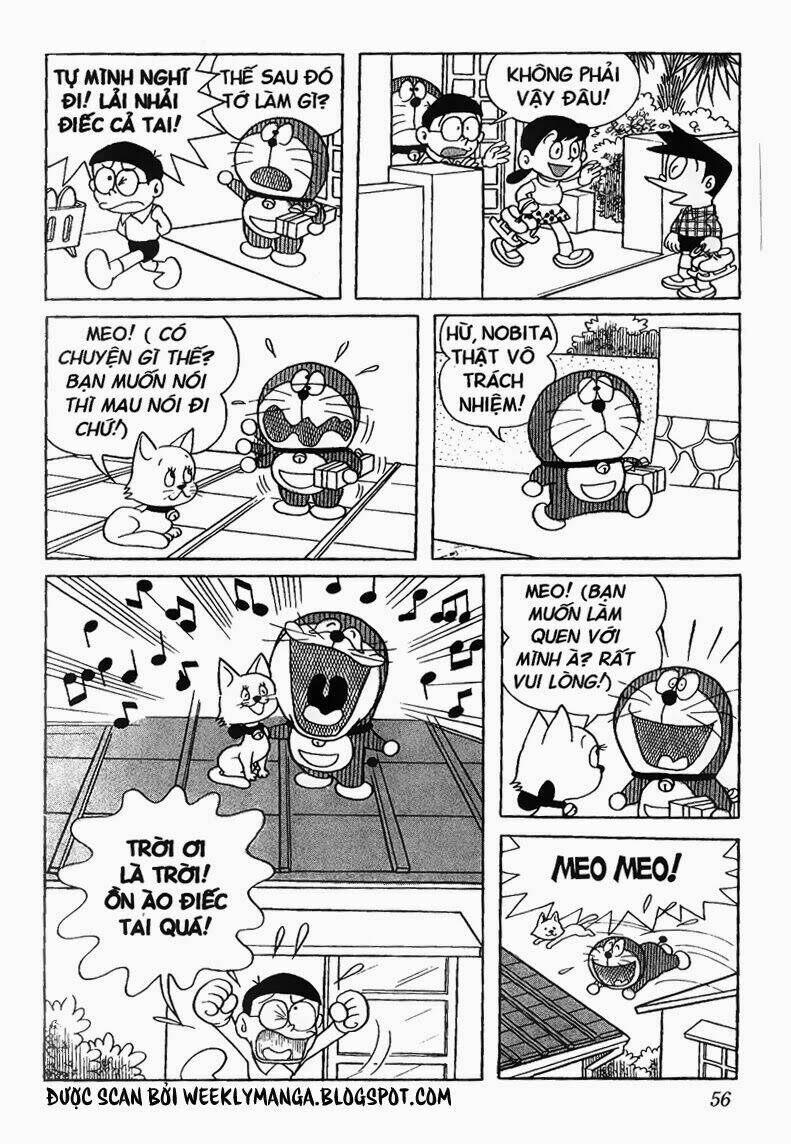 KHÔNG PHẢI
VẬY ĐÂU!
THẾ SAU ĐÓ
TỚ LÀM GÌ?
TỰ MÌNH NGHĨ
ĐI! LẢI NHẢI
ĐIẾC CẢ TAI!
HỪ, NOBITA
THẬT VÔ
TRÁCH
NHIỆM!
MEO! ( CÓ
CHUYỆN GÌ THẾ?
BẠN MUỐN NÓI
THÌ MAU NÓI ĐI
CHỨ!)
MEO! (BẠN
MUỐN LÀM
QUEN VỚI
MÌNH À? RẤT
VUI LÒNG!)
MEO MEO!
TRỜI ƠI
LÀ TRỜI!
ỒN ÀO ĐIẾC
TAI QUÁ!
ĐƯỢC SCAN BỞI WEEKLYMANGA.BLOGSPOT.COM
56